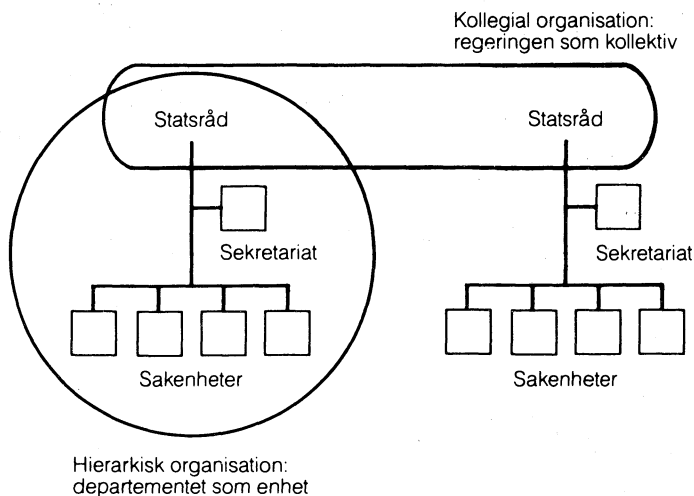 Kollegial organisation:
regeringen som kollektiv
Statsråd
Statsråd
Sekretariat
Sekretariat
Sakenheter
Sakenheter
Hierarkisk organisation:
departementet som enhet